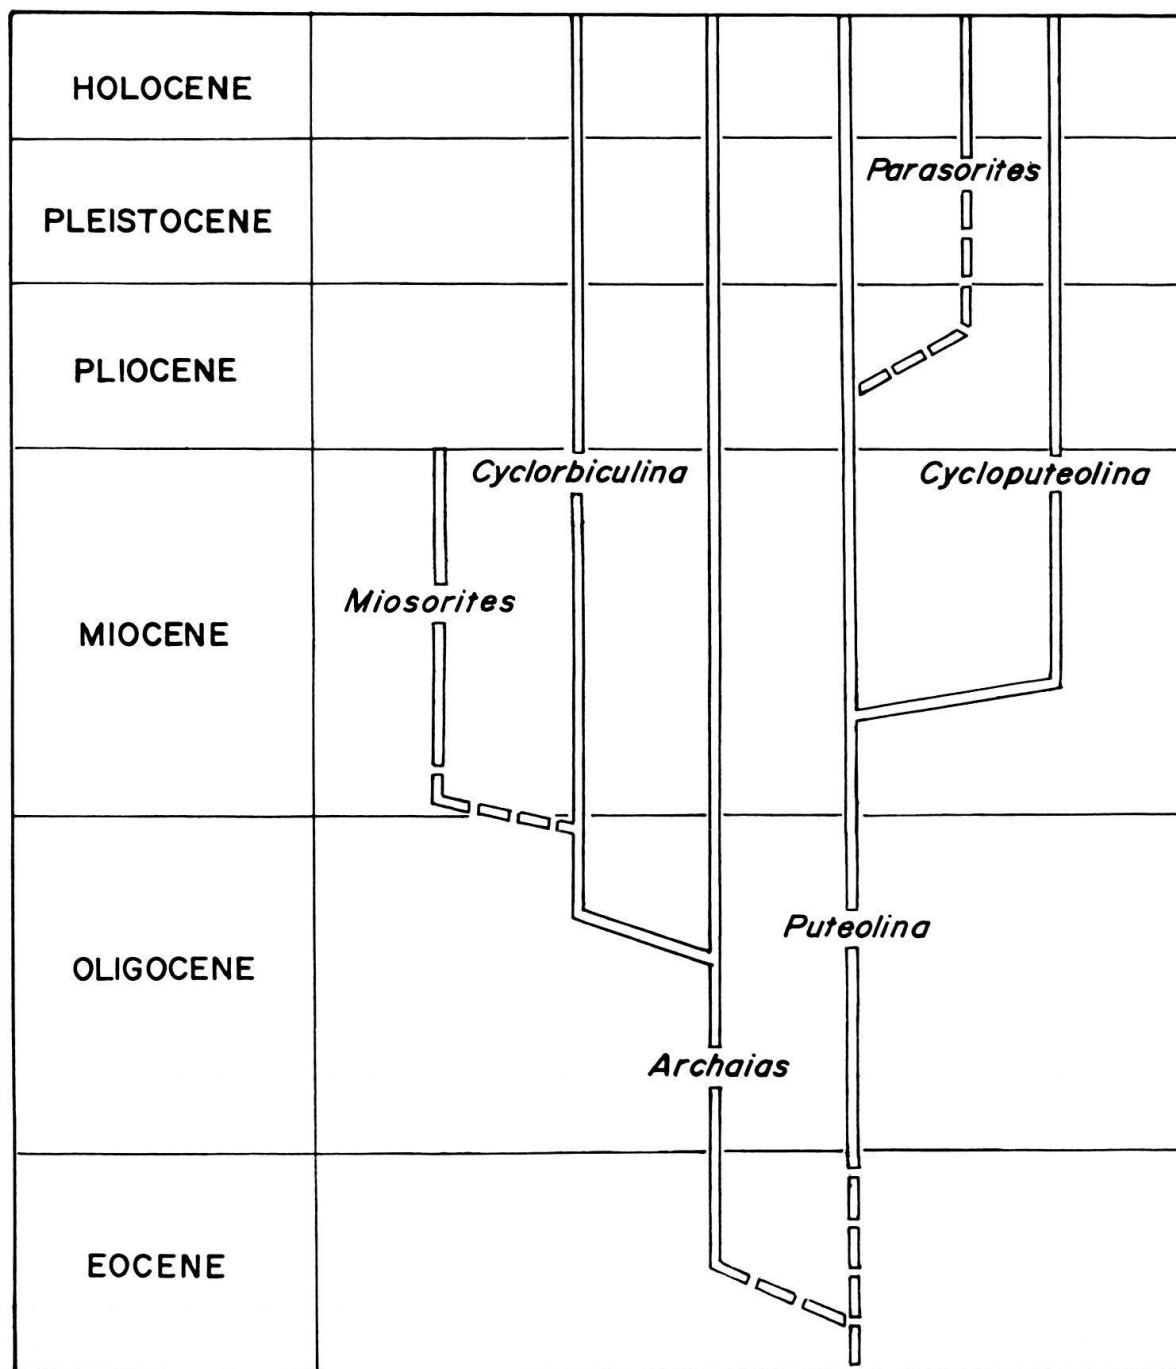 HOLOCENE
Parasorites
PLEISTOCENE
PLIOCENE
Cyclorbiculina
Cycloputeolina
Miosorites
MIOCENE
Puteolina
OLIGOCENE
Archaias
EOCENE